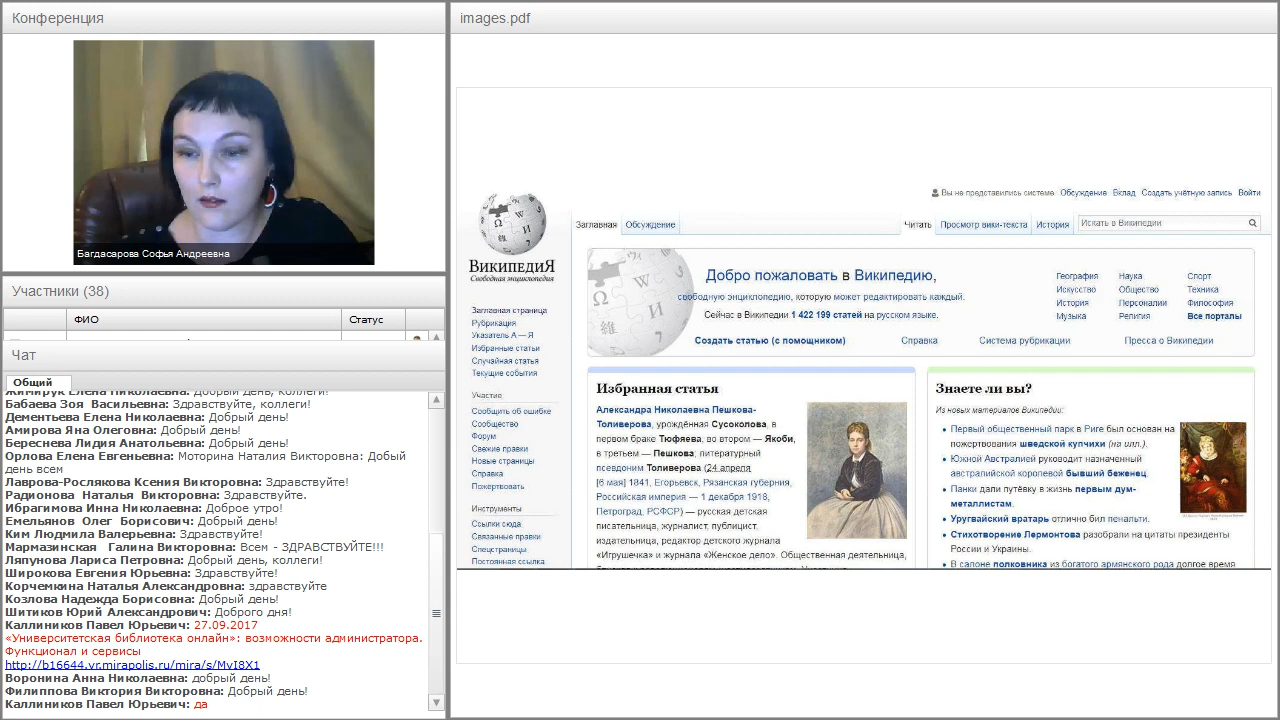 Конференция
Багдасарова Софья Андреевна
Участники (38)
ФИО
Статус
Чат
Общий
Жимирук Елена Николаевна: Добрый день, коллеги!
Бабаева Зоя Васильевна: Здравствуйте, коллеги!
Дементьева Елена Николаевна: Добрый день!
Амирова Яна Олеговна: Добрый день!
Береснева Лидия Анатольевна: Добрый день!
Орлова Елена Евгеньевна: Моторина Наталия Викторовна: Добый
день всем
Лаврова-Рослякова Ксения Викторовна: Здравствуйте!
Радионова Наталья Викторовна: Здравствуйте.
Ибрагимова Инна Николаевна: Доброе утро!
Емельянов Олег Борисович: Добрый день!
Ким Людмила Валерьевна: Здравствуйте!
Мармазинская Галина Викторовна: Всем - ЗДРАВСТВУЙТЕ!!!
Ляпунова Лариса Петровна: Добрый день, коллеги!
Широкова Евгения Юрьевна: Здравствуйте!
Корчемкина Наталья Александровна: здравствуйте
Козлова Надежда Борисовна: Добрый день!
Шитиков Юрий Александрович: Доброго дня!
Каллиников Павел Юрьевич: 27.09.2017
«Университетская библиотека онлайн»: возможности администратора.
Функционал и сервисы
http://b16644.vr.mirapolis.ru/mira/s/MvI8X1
Воронина Анна Николаевна: добрый день!
Филиппова Виктория Викторовна: Добрый день!
Каллиников Павел Юрьевич: да
images.pdf
Вы не представились системе Обсуждение Вклад Создать учётную запись Войти
Заглавная Обсуждение Читать Просмотр вики-текста История Искать в Википедии
ВИКИПЕДИЯ
Свободная энциклопедия
Заглавная страница
Рубрикация
Указатель А — Я
Избранные статьи
Случайная статья
Текущие события
Участие
Сообщить об ошибке
Сообщество
Форум
Свежие правки
Новые страницы
Справка
Пожертвовать
Инструменты
Ссылки сюда
Связанные правки
Спецстраницы
Постоянная ссылка
Добро пожаловать в Википедию,
свободную энциклопедию, которую может редактировать каждый.
Сейчас в Википедии 1 422 199 статей на русском языке.
География Наука Спорт
Искусство Общество Техника
История Персоналии Философия
Музыка Религия Все порталы
Создать статью (с помощником) Справка Система рубрикации Пресса о Википедии
Избранная статья
Александра Николаевна Пешкова-
Толиверова, урождённая Сусоколова, в
первом браке Тюфяева, во втором — Якоби,
в третьем — Пешкова; литературный
псевдоним Толиверова (24 апреля
[6 мая] 1841, Егорьевск, Рязанская губерния,
Российская империя — 1 декабря 1918,
Петроград, РСФСР) — русская детская
писательница, журналист, публицист,
издатель, редактор детского журнала
«Игрушечка» и журнала «Женское дело». Общественная деятельница,
Знаете ли вы?
Из новых материалов Википедии:
Первый общественный парк в Риге был основан на
пожертвования шведской купчихи (на илл.).
Южной Австралией руководит назначенный
австралийской королевой бывший беженец.
Панки дали путёвку в жизнь первым дум-
металлистам.
Уругвайский вратарь отлично бил пенальти.
Стихотворение Лермонтова разобрали на цитаты президенты
России и Украины.
В салоне полковника из богатого армянского рода долгое время